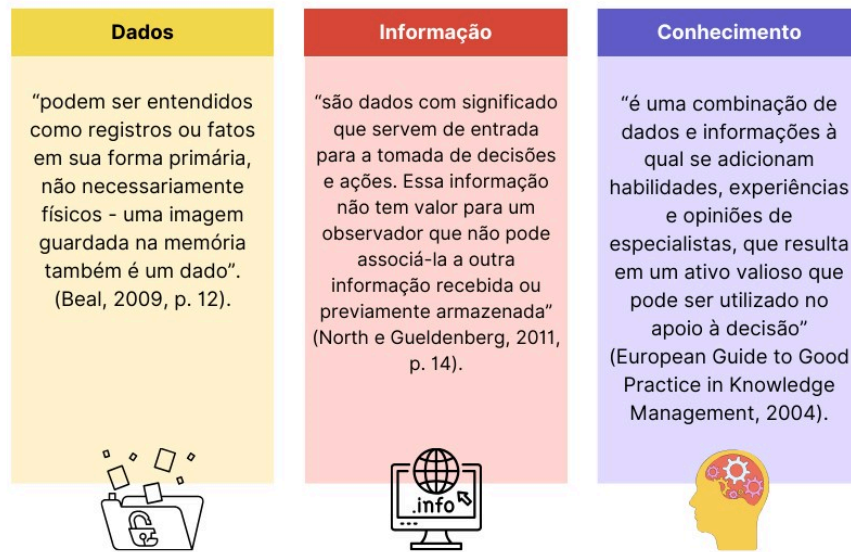 Dados
“podem ser entendidos
como registros ou fatos
em sua forma primária,
não necessariamente
físicos - uma imagem
guardada na memória
também é um dado”.
(Beal, 2009, p. 12).
Informação
“são dados com significado
que servem de entrada
para a tomada de decisões
e ações. Essa informação
não tem valor para um
observador que não pode
associá-la a outra
informação recebida ou
previamente armazenada”
(North e Gueldenberg, 2011,
p. 14).
.info
Conhecimento
“é uma combinação de
dados e informações à
qual se adicionam
habilidades, experiências
e opiniões de
especialistas, que resulta
em um ativo valioso que
pode ser utilizado no
apoio à decisão”
(European Guide to Good
Practice in Knowledge
Management, 2004).